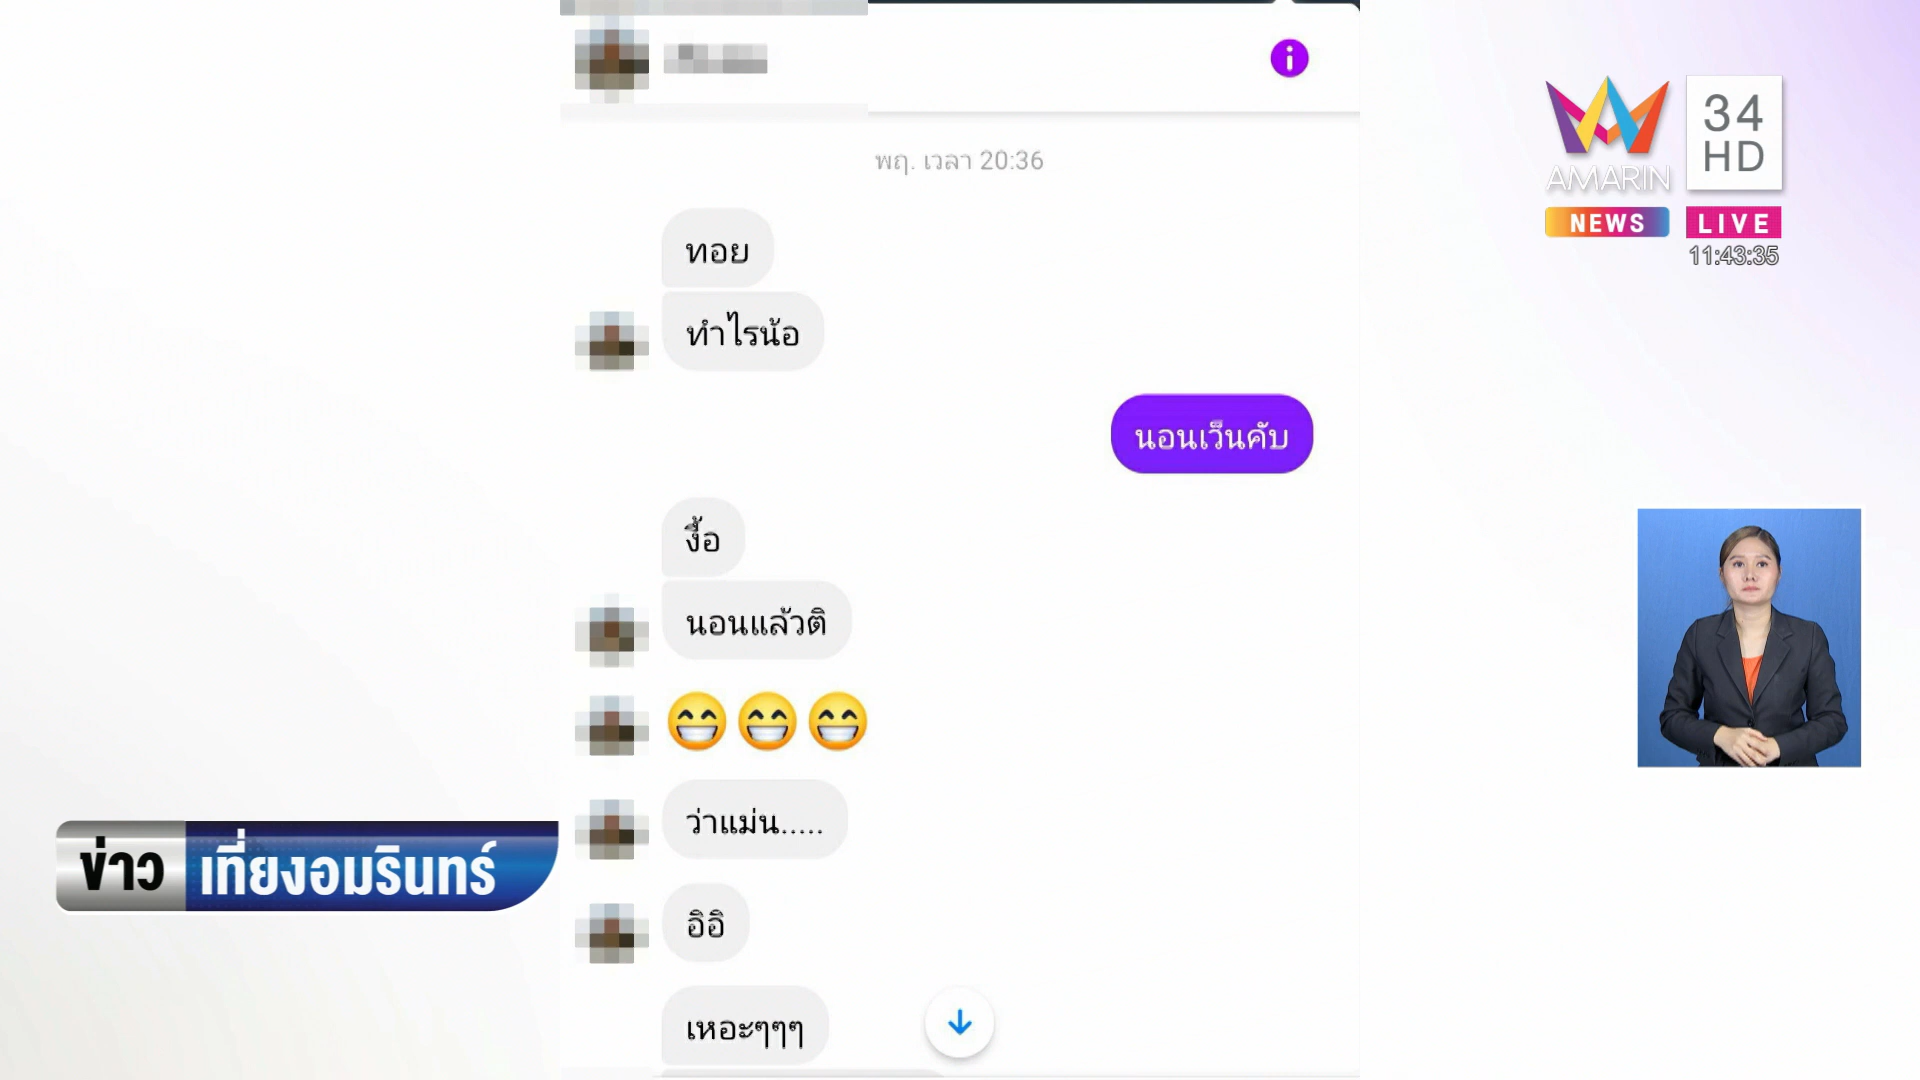 พฤ. เวลา 20:36
ทอย
ทำไรน้อ
นอนเว็นคับ
งื้อ
นอนแล้วติ
😁😁😁
ว่าแม่น.....
อิอิ
เหอะๆๆๆ
AMARIN
34
HD
NEWS
LIVE
11:43:35
ข่าว เที่ยงอมรินทร์